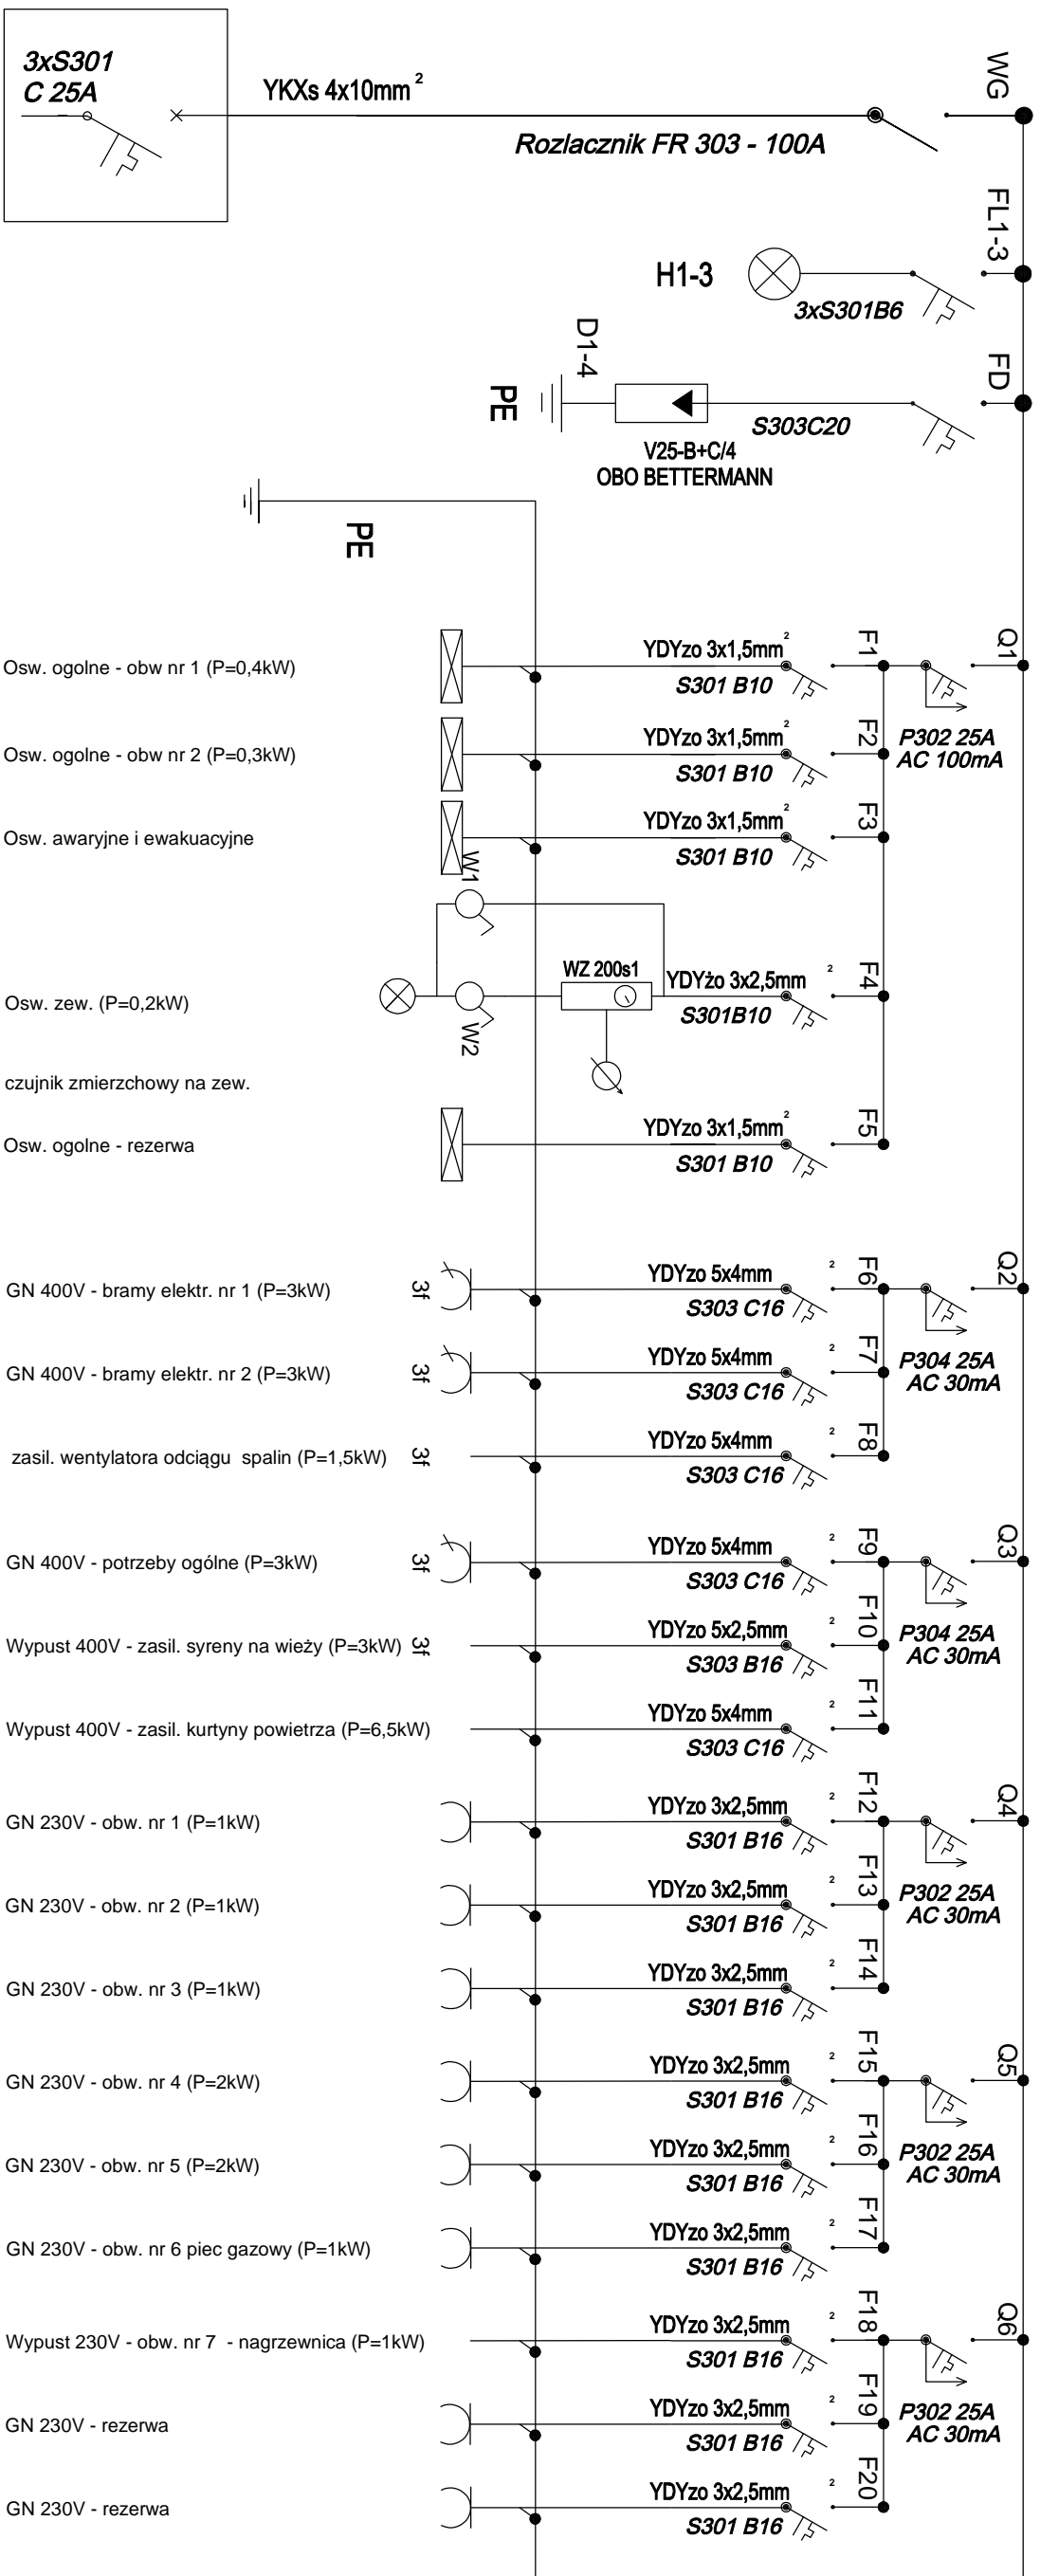 3xS301
C 25A
YKXs 4x10mm²
Rozlacznik FR 303 - 100A
WG
FL1-3
H1-3
3xS301B6
FD
D1-4
S303C20
PE
V25-B+C/4
OBO BETTERMANN
PE
Q1
P302 25A
AC 100mA
Osw. ogolne - obw nr 1 (P=0,4kW)
YDYzo 3x1,5mm²
S301 B10
F1
Osw. ogolne - obw nr 2 (P=0,3kW)
YDYzo 3x1,5mm²
S301 B10
F2
Osw. awaryjne i ewakuacyjne
YDYzo 3x1,5mm²
S301 B10
F3
W1
WZ 200s1
Osw. zew. (P=0,2kW)
YDYżo 3x2,5mm²
S301B10
F4
W2
czujnik zmierzchowy na zew.
Osw. ogolne - rezerwa
YDYzo 3x1,5mm²
S301 B10
F5
Q2
P304 25A
AC 30mA
GN 400V - bramy elektr. nr 1 (P=3kW)
3f
YDYzo 5x4mm²
S303 C16
F6
GN 400V - bramy elektr. nr 2 (P=3kW)
3f
YDYzo 5x4mm²
S303 C16
F7
zasil. wentylatora odciągu spalin (P=1,5kW)
3f
YDYzo 5x4mm²
S303 C16
F8
Q3
P304 25A
AC 30mA
GN 400V - potrzeby ogólne (P=3kW)
3f
YDYzo 5x4mm²
S303 C16
F9
Wypust 400V - zasil. syreny na wieży (P=3kW)
3f
YDYzo 5x2,5mm²
S303 B16
F10
Wypust 400V - zasil. kurtyny powietrza (P=6,5kW)
YDYzo 5x4mm²
S303 C16
F11
Q4
P302 25A
AC 30mA
GN 230V - obw. nr 1 (P=1kW)
YDYzo 3x2,5mm²
S301 B16
F12
GN 230V - obw. nr 2 (P=1kW)
YDYzo 3x2,5mm²
S301 B16
F13
GN 230V - obw. nr 3 (P=1kW)
YDYzo 3x2,5mm²
S301 B16
F14
Q5
P302 25A
AC 30mA
GN 230V - obw. nr 4 (P=2kW)
YDYzo 3x2,5mm²
S301 B16
F15
GN 230V - obw. nr 5 (P=2kW)
YDYzo 3x2,5mm²
S301 B16
F16
GN 230V - obw. nr 6 piec gazowy (P=1kW)
YDYzo 3x2,5mm²
S301 B16
F17
Q6
P302 25A
AC 30mA
Wypust 230V - obw. nr 7 - nagrzewnica (P=1kW)
YDYzo 3x2,5mm²
S301 B16
F18
GN 230V - rezerwa
YDYzo 3x2,5mm²
S301 B16
F19
GN 230V - rezerwa
YDYzo 3x2,5mm²
S301 B16
F20